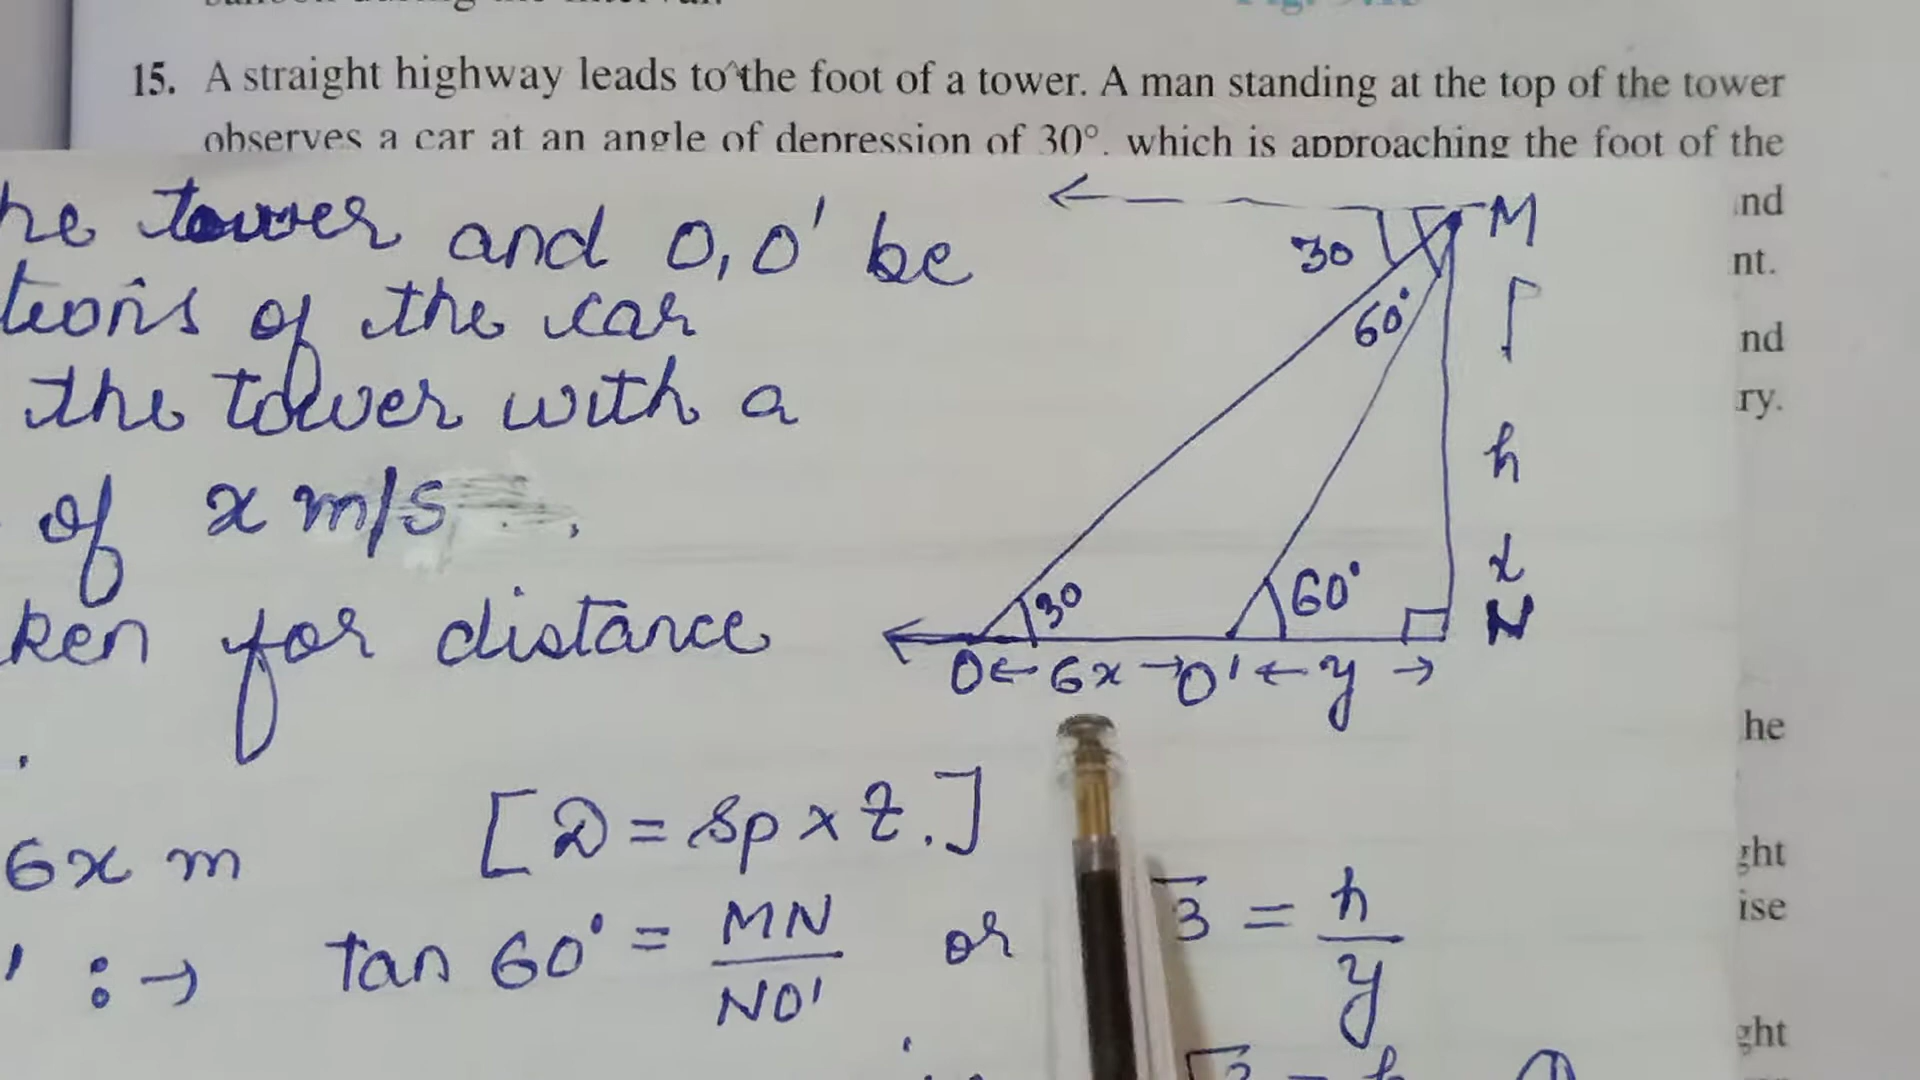 15. A straight highway leads to the foot of a tower. A man standing at the top of the tower
observes a car at an angle of depression of 30°, which is approaching the foot of the
he tower and O,O' be
tions of the car
the tower with a
of x m/s .
ken for distance
.
6x m [D = Sp x T.]
' :→ tan 60° = MN/NO' or √3 = h/y
M
30
60°
h
N
30
60°
O ← 6x → O' ← y →
nd
nt.
nd
ry.
he
ght
ise
ght